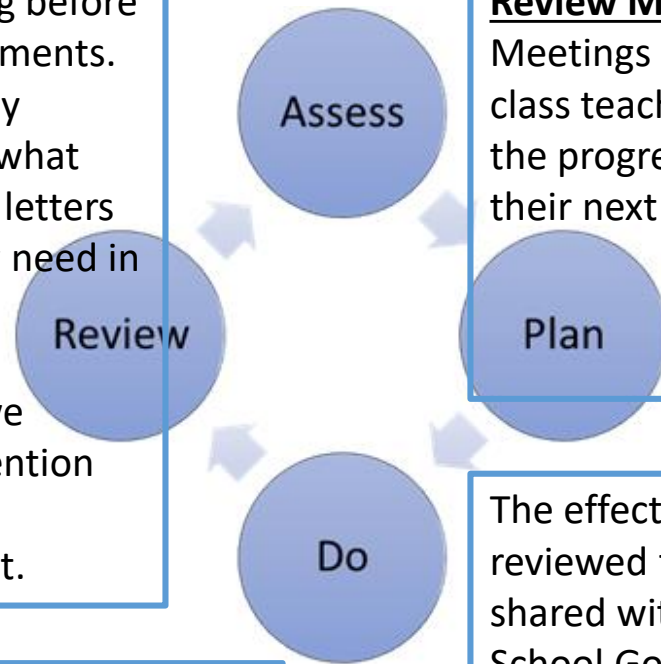 g before
ments.
y
what
letters
need in
ve
ention
t.
Assess
Review
Plan
Do
Review M
Meetings
class teach
the progre
their next
The effect
reviewed
shared wit
School Go